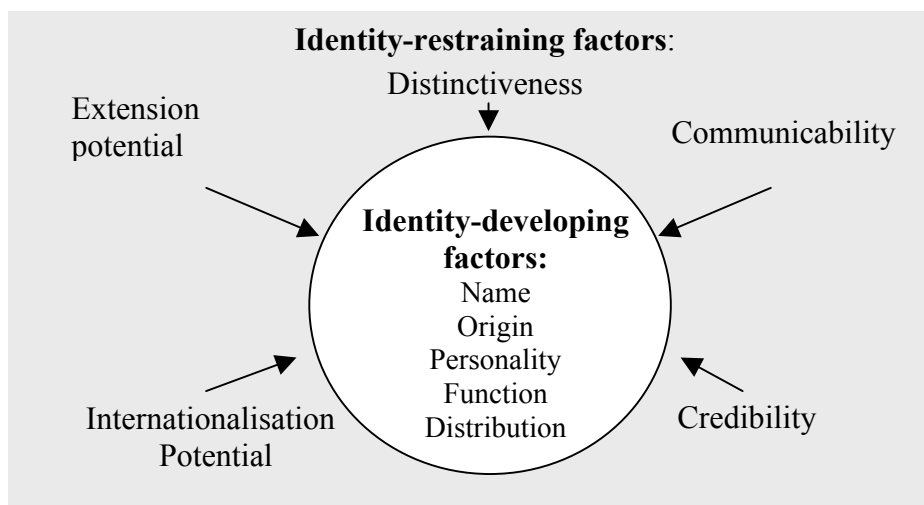 Identity-restraining factors:
Distinctiveness
Extension
potential
Communicability
Identity-developing
factors:
Name
Origin
Personality
Function
Distribution
Internationalisation
Potential
Credibility